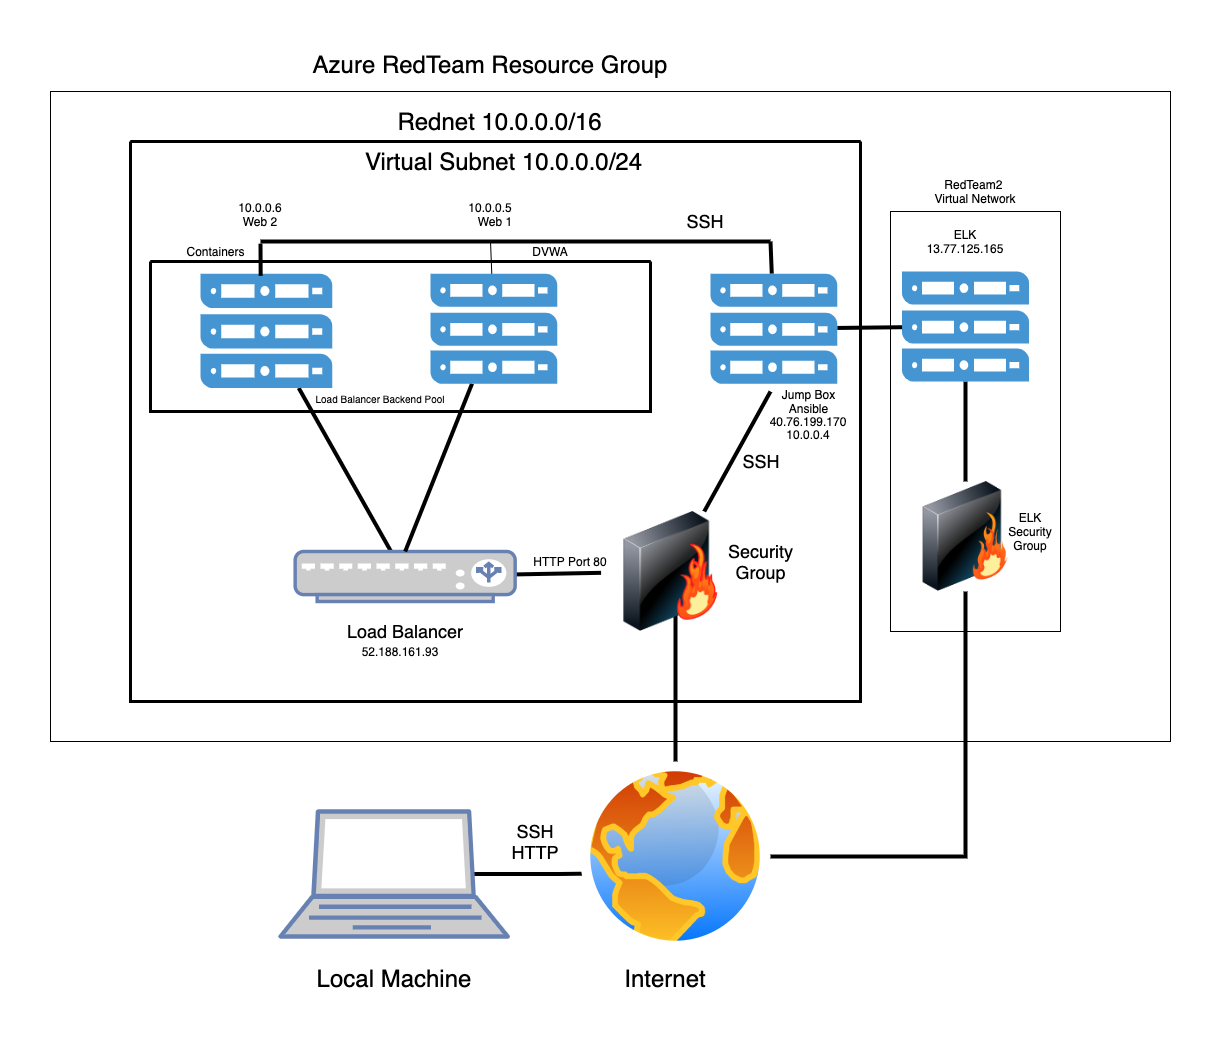 Azure RedTeam Resource Group
Rednet 10.0.0.0/16
Virtual Subnet 10.0.0.0/24
RedTeam2
Virtual Network
10.0.0.6
Web 2
10.0.0.5
Web 1
SSH
ELK
13.77.125.165
Containers
DVWA
Load Balancer Backend Pool
Jump Box
Ansible
40.76.199.170
10.0.0.4
SSH
ELK
Security
Group
HTTP Port 80
Security
Group
Load Balancer
52.188.161.93
SSH
HTTP
Local Machine
Internet